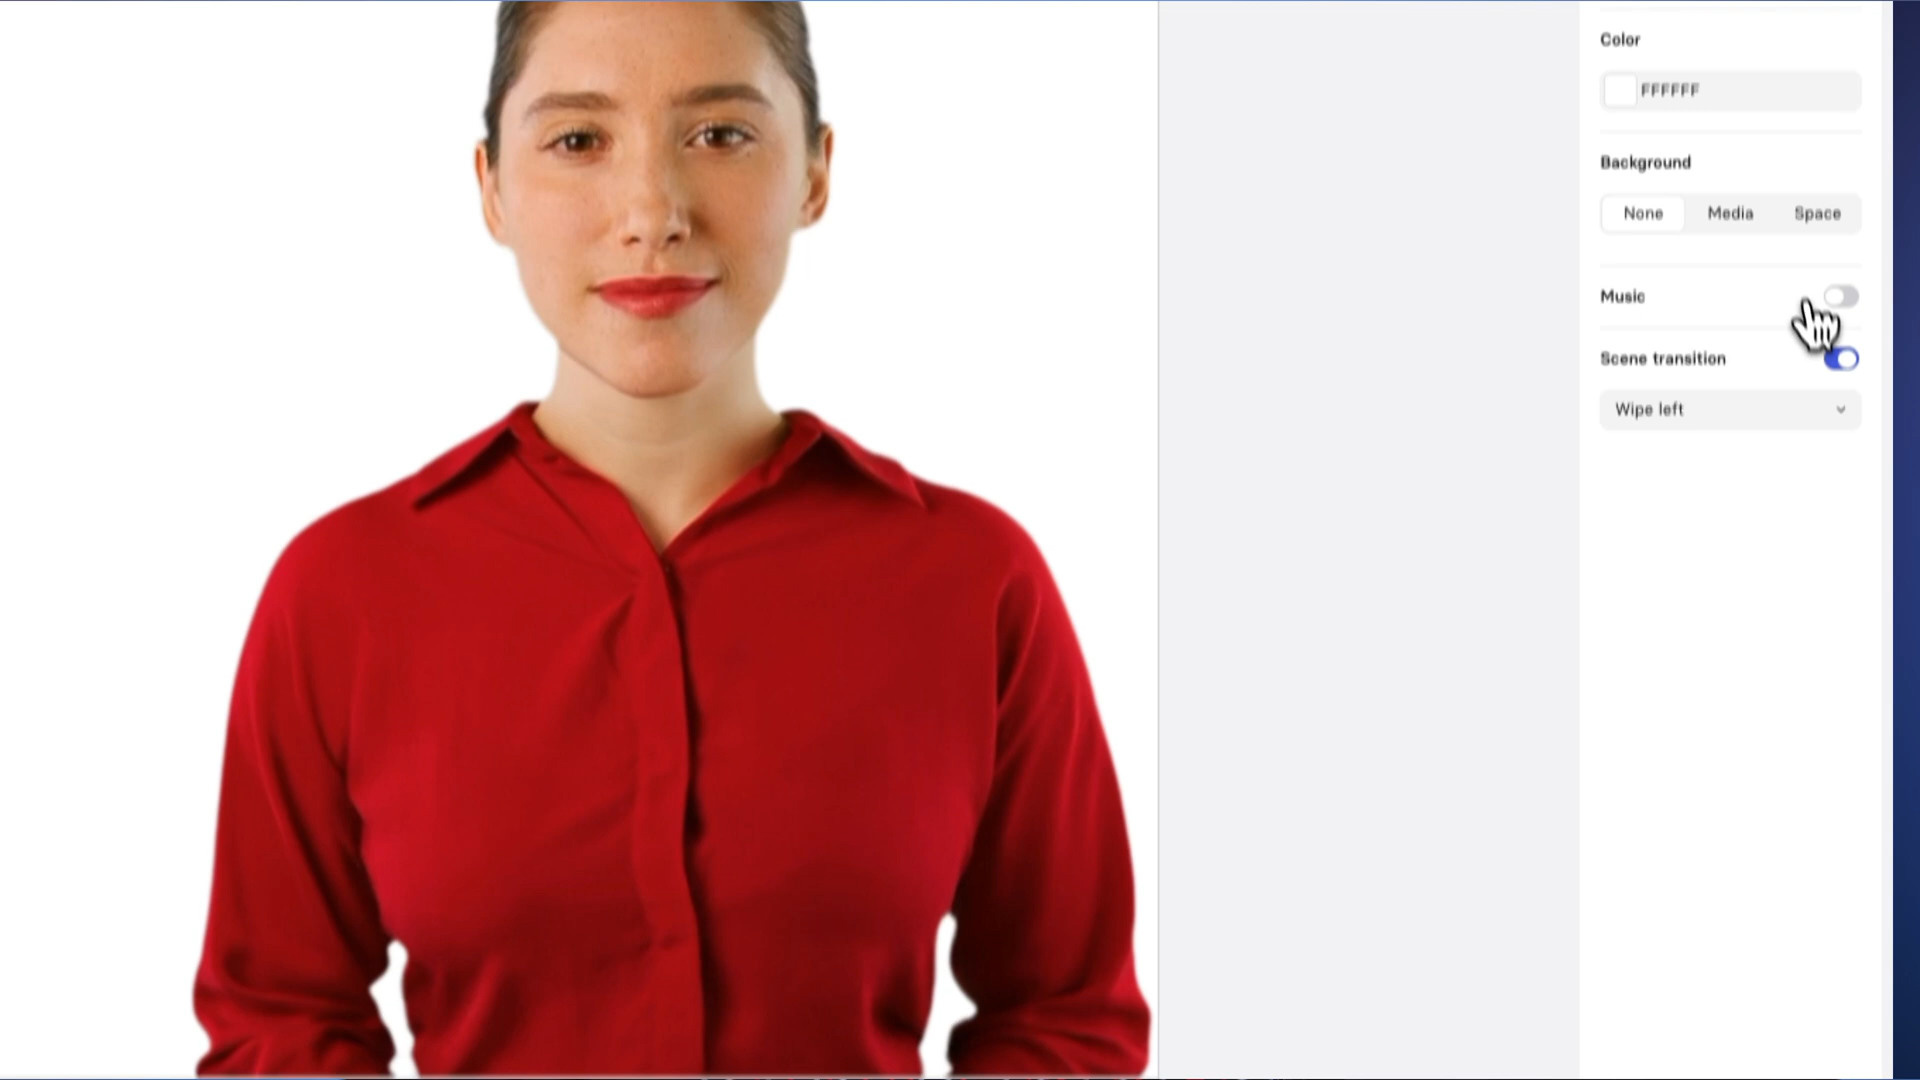 Color
FFFFFF
Background
None Media Space
Music
Scene transition
Wipe left